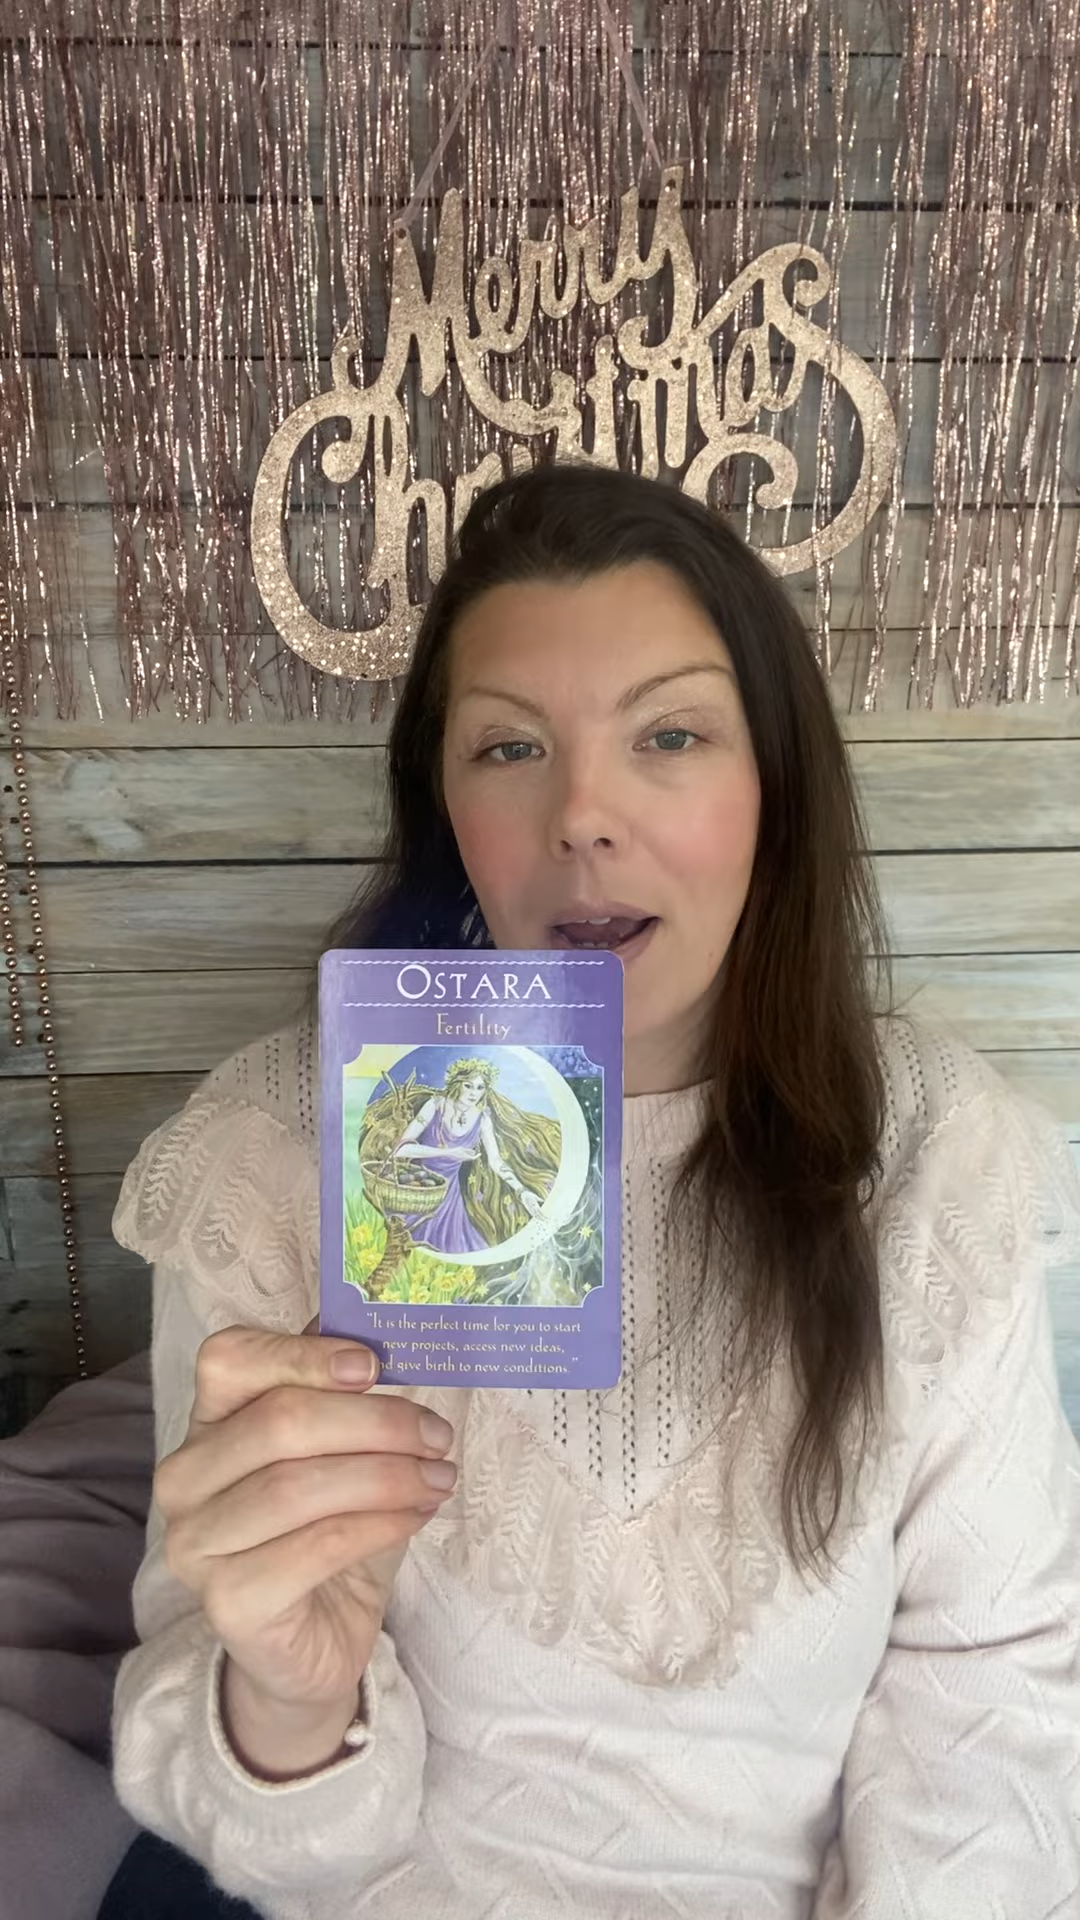 Merry
Christmas
OSTARA
Fertility
"It is the perfect time for you to start
new projects, access new ideas,
and give birth to new conditions."